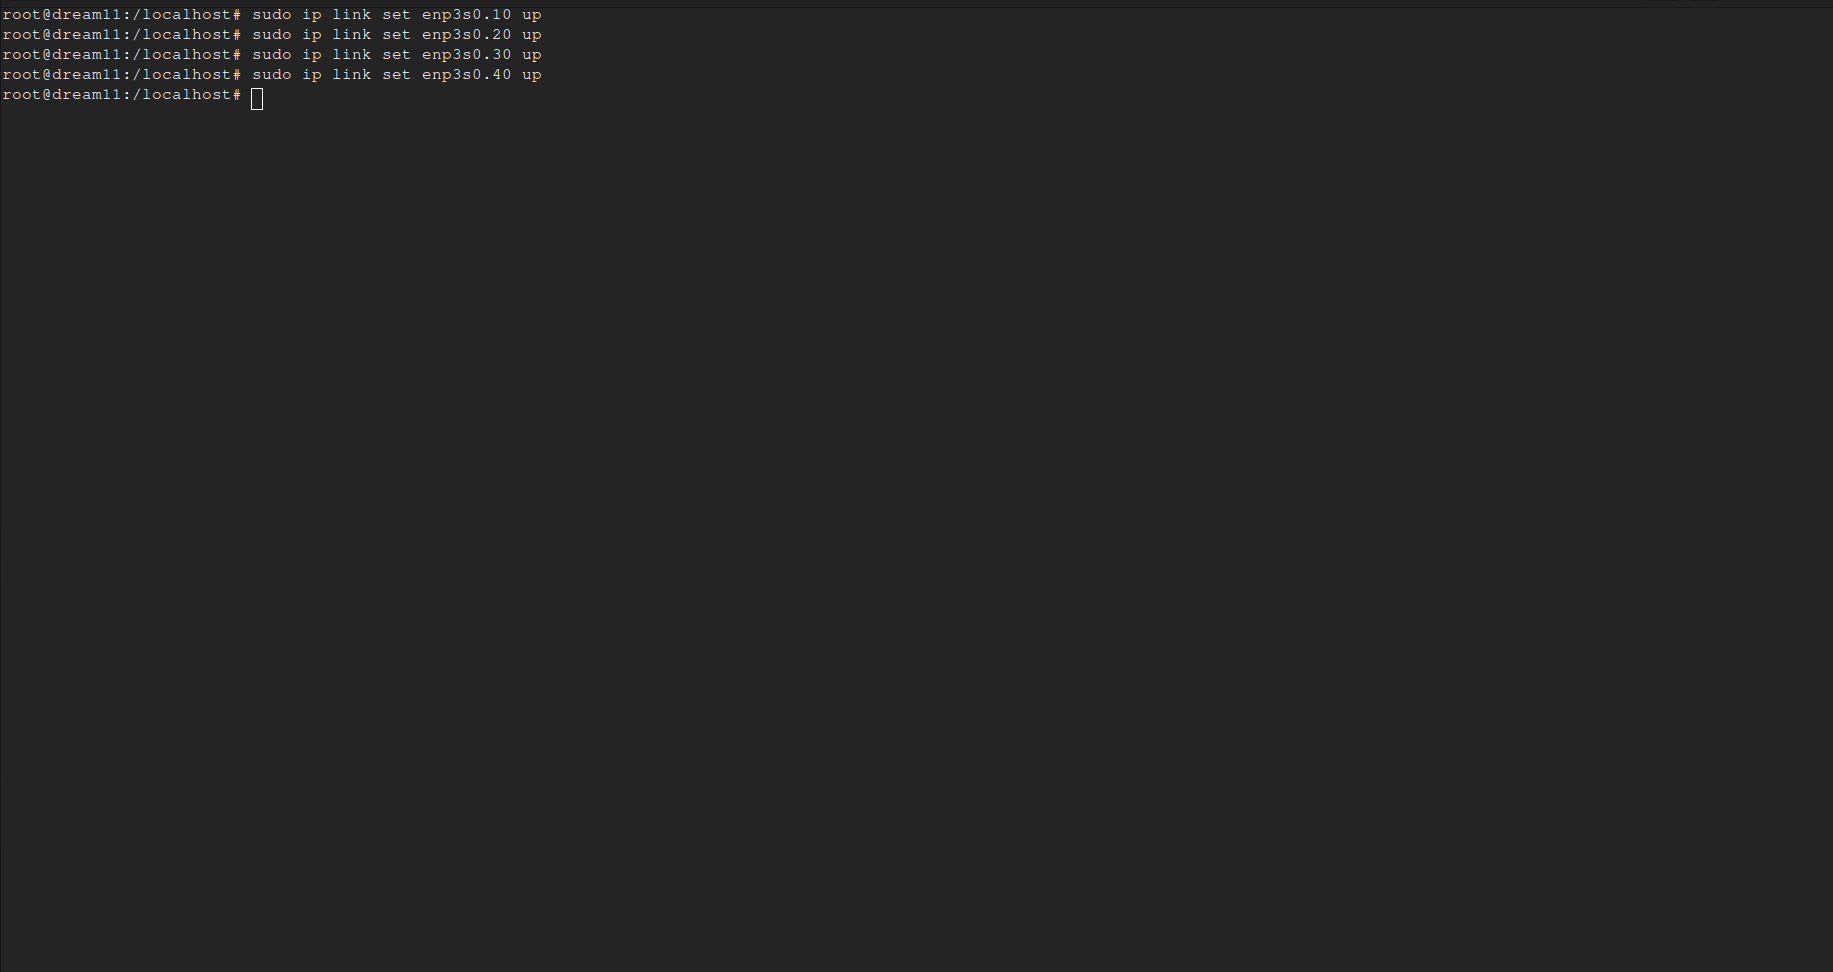 root@dream11:/localhost# sudo ip link set enp3s0.10 up
root@dream11:/localhost# sudo ip link set enp3s0.20 up
root@dream11:/localhost# sudo ip link set enp3s0.30 up
root@dream11:/localhost# sudo ip link set enp3s0.40 up
root@dream11:/localhost#